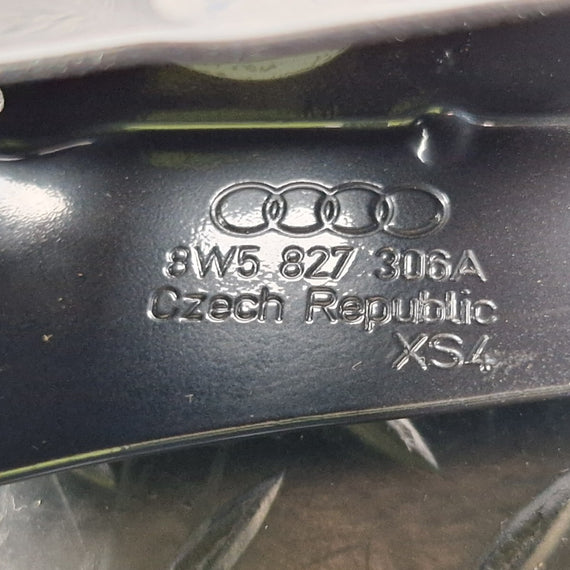 8W5 827 306A
Czech Republic
XS4